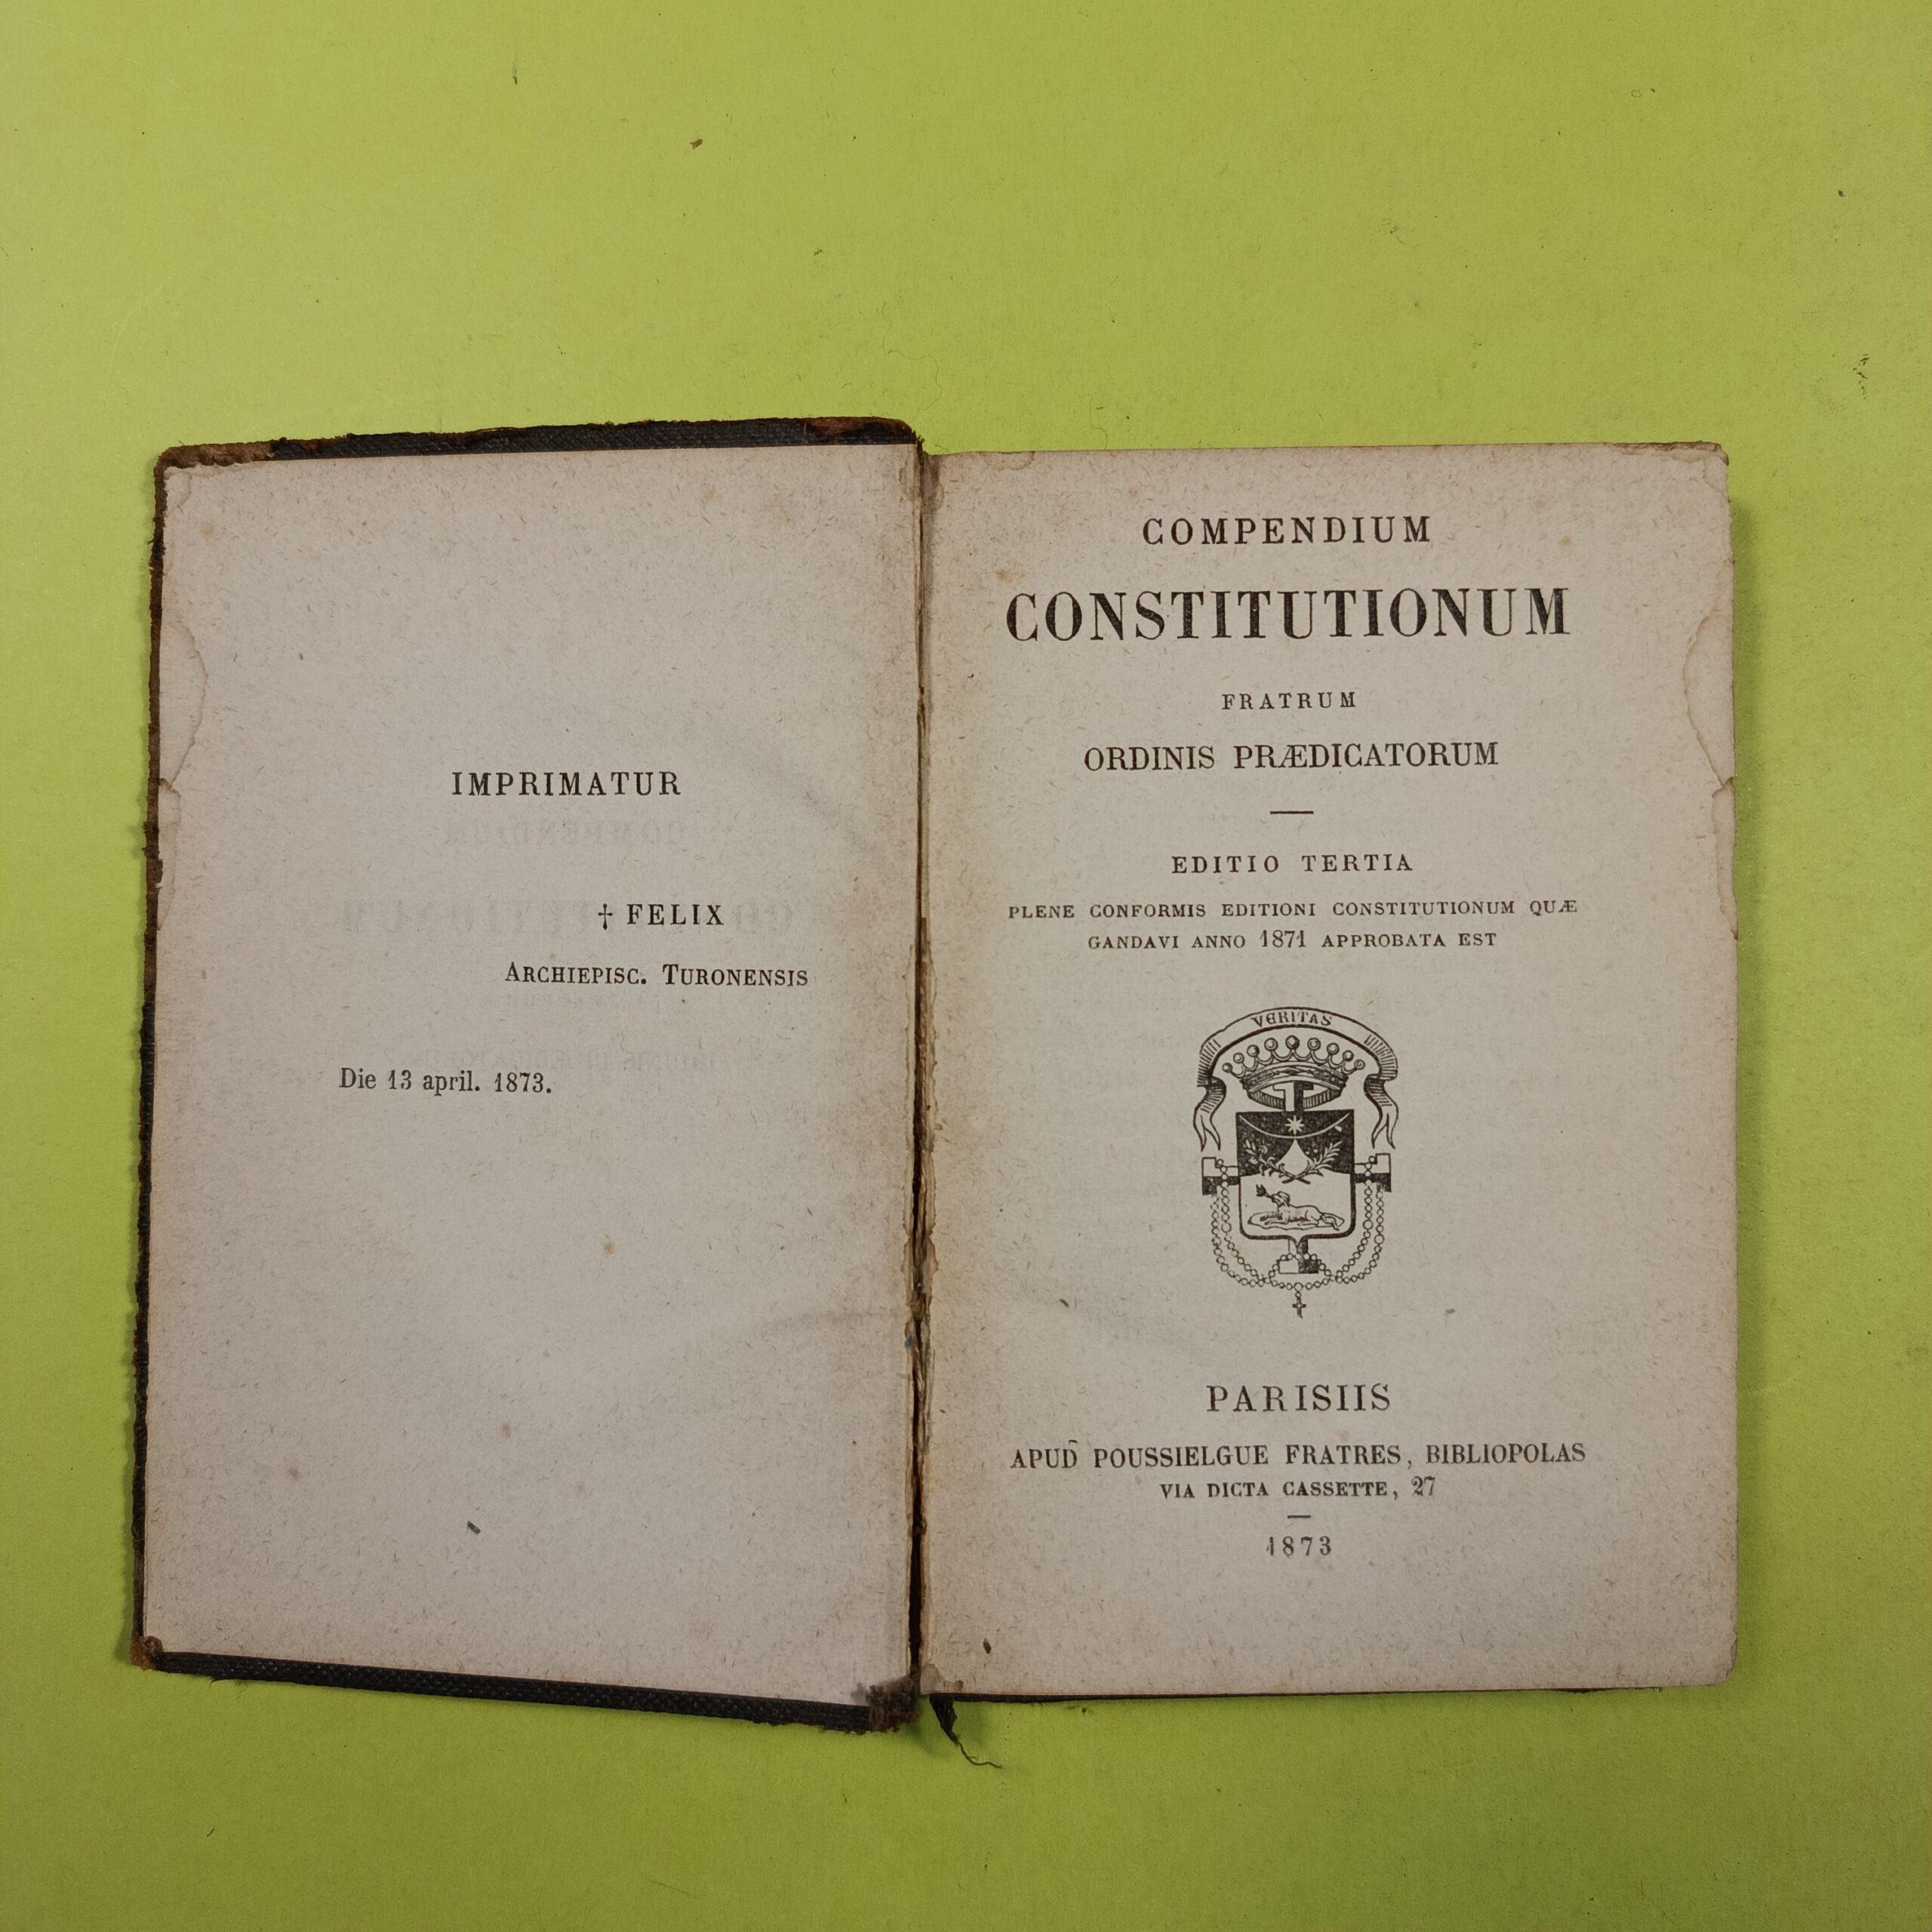 IMPRIMATUR
† FELIX
ARCHIEPISC. TURONENSIS
Die 13 april. 1873.
COMPENDIUM
CONSTITUTIONUM
FRATRUM
ORDINIS PRÆDICATORUM
EDITIO TERTIA
PLENE CONFORMIS EDITIONI CONSTITUTIONUM QUÆ
GANDAVI ANNO 1871 APPROBATA EST
VERITAS
PARISIIS
APUD POUSSIELGUE FRATRES, BIBLIOPOLAS
VIA DICTA CASSETTE, 27
1873